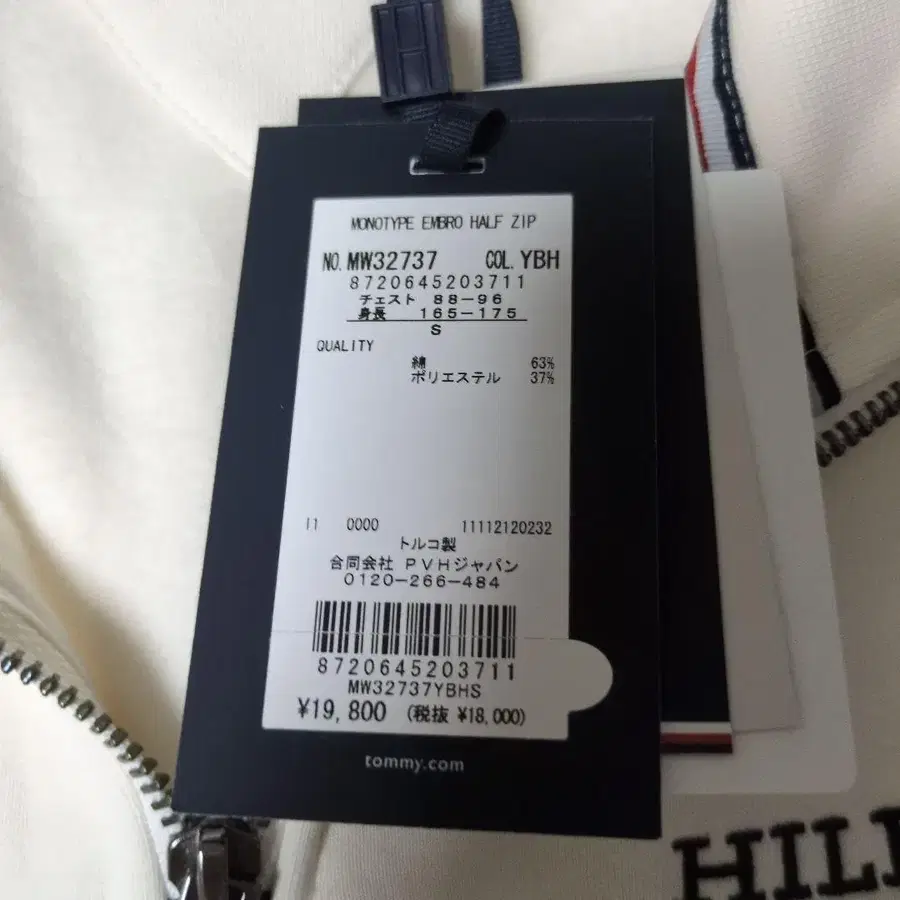 MONOTYPE EMBRO HALF ZIP
NO. MW32737 COL. YBH
8720645203711
チェスト 88-96
身長 165-175
S
QUALITY
綿 63%
ポリエステル 37%
I1 0000 11112120232
トルコ製
合同会社 PVHジャパン
0120-266-484
8720645203711
MW32737YBHS
¥19,800 (税抜 ¥18,000)
tommy.com
HILF